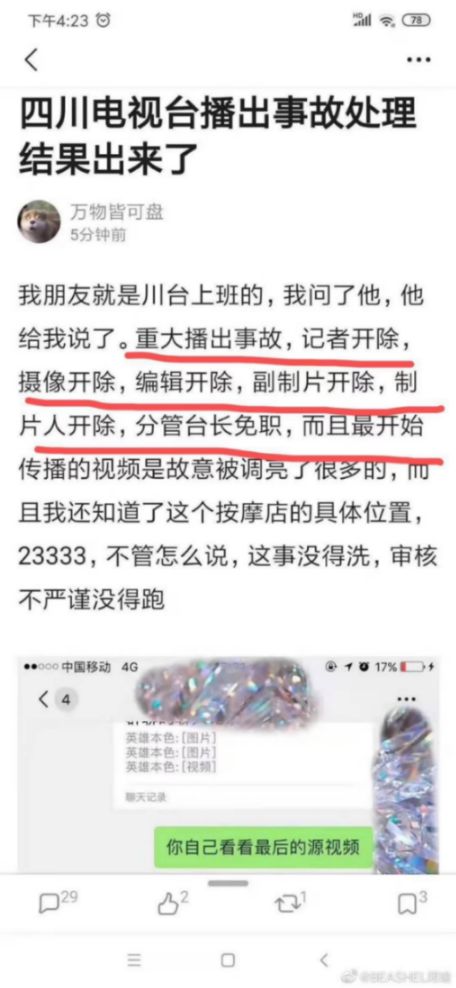 下午4:23
HD
78
四川电视台播出事故处理
结果出来了
万物皆可盘
5分钟前
我朋友就是川台上班的，我问了他，他
给我说了。重大播出事故，记者开除，
摄像开除，编辑开除，副制片开除，制
片人开除，分管台长免职，而且最开始
传播的视频是故意被调亮了很多的，而
且我还知道了这个按摩店的具体位置，
23333，不管怎么说，这事没得洗，审核
不严谨没得跑
中国移动 4G
17%
4
英雄本色: [图片]
英雄本色: [图片]
英雄本色: [视频]
聊天记录
你自己看看最后的源视频
29
2
1
3